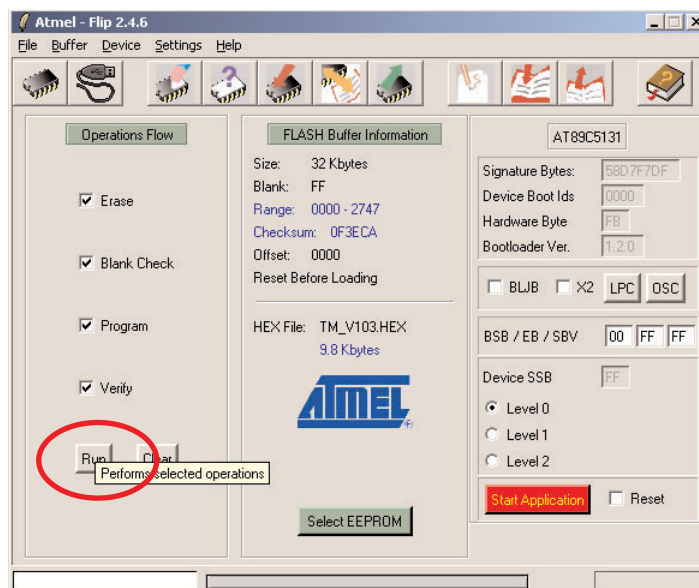 Atmel - Flip 2.4.6
File Buffer Device Settings Help
Operations Flow
Erase
Blank Check
Program
Verify
Run Clear
Performs selected operations
FLASH Buffer Information
Size: 32 Kbytes
Blank: FF
Range: 0000 - 2747
Checksum: 0F3ECA
Offset: 0000
Reset Before Loading
HEX File: TM_V103.HEX
9.8 Kbytes
ATMEL
Select EEPROM
AT89C5131
Signature Bytes: 58D7F7DF
Device Boot Ids 0000
Hardware Byte FB
Bootloader Ver. 1.2.0
BLJB X2 LPC OSC
BSB / EB / SBV 00 FF FF
Device SSB FF
Level 0
Level 1
Level 2
Start Application Reset